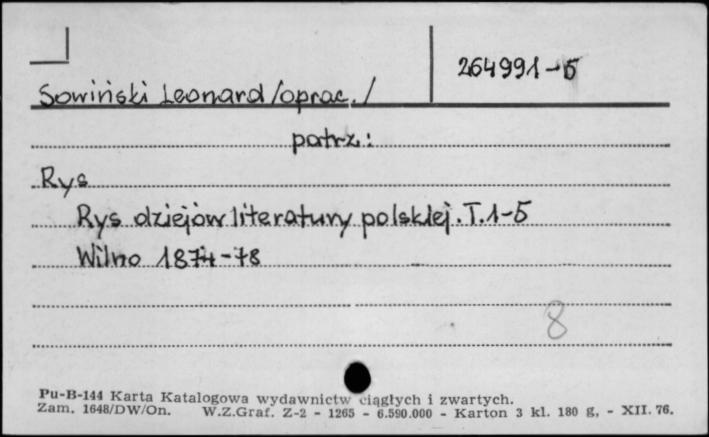 264991-5
Sowiński Leonard /oprac./
patrz:
Rys
Rys dziejów literatury polskiej. T.1-5
Wilno 1874-78
8
Pu-B-144 Karta Katalogowa wydawnictw ciągłych i zwartych.
Zam. 1648/DW/On. W.Z.Graf. Z-2 - 1265 - 6.590.000 - Karton 3 kl. 180 g, - XII. 76.